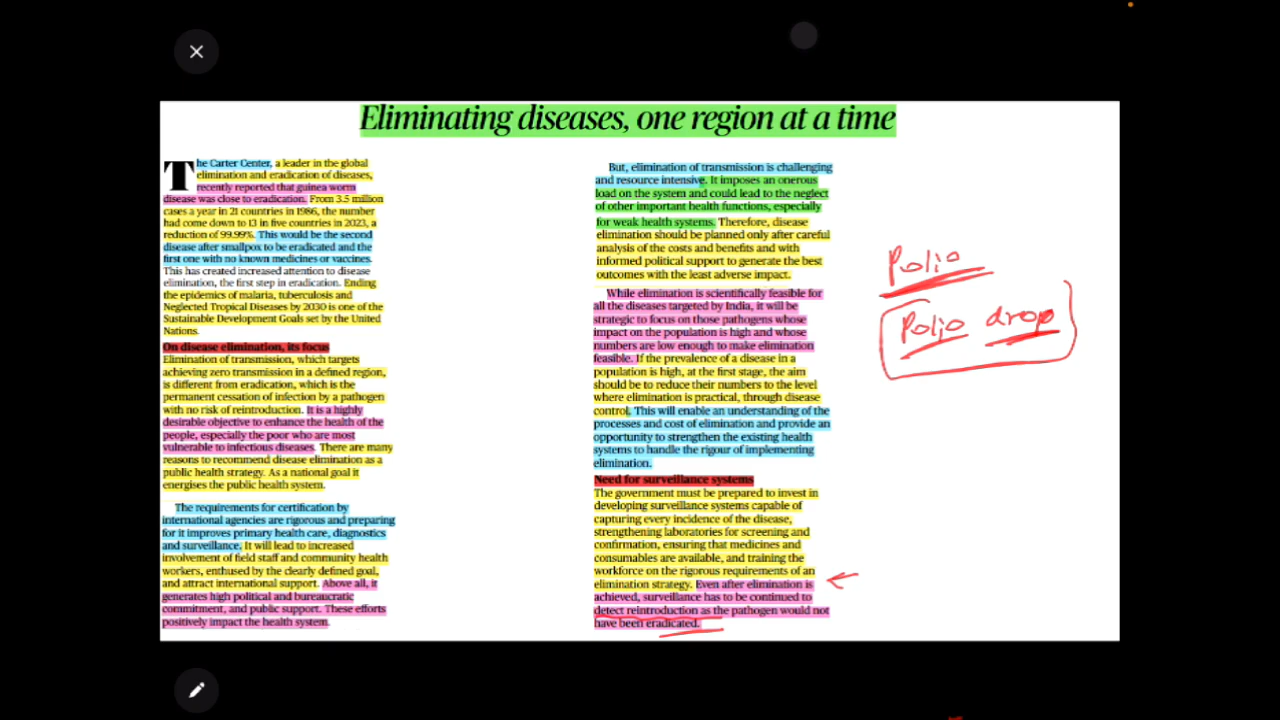 Eliminating diseases, one region at a time
The Carter Center, a leader in the global
elimination and eradication of diseases,
recently reported that guinea worm
disease was close to eradication. From 3.5 million
cases a year in 21 countries in 1986, the number
had come down to 13 in five countries in 2023, a
reduction of 99.99%. This would be the second
disease after smallpox to be eradicated and the
first one with no known medicines or vaccines.
This has created increased attention to disease
elimination, the first step in eradication. Ending
the epidemics of malaria, tuberculosis and
Neglected Tropical Diseases by 2030 is one of the
Sustainable Development Goals set by the United
Nations.
On disease elimination, its focus
Elimination of transmission, which targets
achieving zero transmission in a defined region,
is different from eradication, which is the
permanent cessation of infection by a pathogen
with no risk of reintroduction. It is a highly
desirable objective to enhance the health of the
people, especially the poor who are most
vulnerable to infectious diseases. There are many
reasons to recommend disease elimination as a
public health strategy. As a national goal it
energises the public health system.
The requirements for certification by
international agencies are rigorous and preparing
for it improves primary health care, diagnostics
and surveillance. It will lead to increased
involvement of field staff and community health
workers, enthused by the clearly defined goal,
and attract international support. Above all, it
generates high political and bureaucratic
commitment, and public support. These efforts
positively impact the health system.
But, elimination of transmission is challenging
and resource intensive. It imposes an onerous
load on the system and could lead to the neglect
of other important health functions, especially
for weak health systems. Therefore, disease
elimination should be planned only after careful
analysis of the costs and benefits and with
informed political support to generate the best
outcomes with the least adverse impact.
While elimination is scientifically feasible for
all the diseases targeted by India, it will be
strategic to focus on those pathogens whose
impact on the population is high and whose
numbers are low enough to make elimination
feasible. If the prevalence of a disease in a
population is high, at the first stage, the aim
should be to reduce their numbers to the level
where elimination is practical, through disease
control. This will enable an understanding of the
processes and cost of elimination and provide an
opportunity to strengthen the existing health
systems to handle the rigour of implementing
elimination.
Need for surveillance systems
The government must be prepared to invest in
developing surveillance systems capable of
capturing every incidence of the disease,
strengthening laboratories for screening and
confirmation, ensuring that medicines and
consumables are available, and training the
workforce on the rigorous requirements of an
elimination strategy. Even after elimination is
achieved, surveillance has to be continued to
detect reintroduction as the pathogen would not
have been eradicated.
Polio
Polio drop